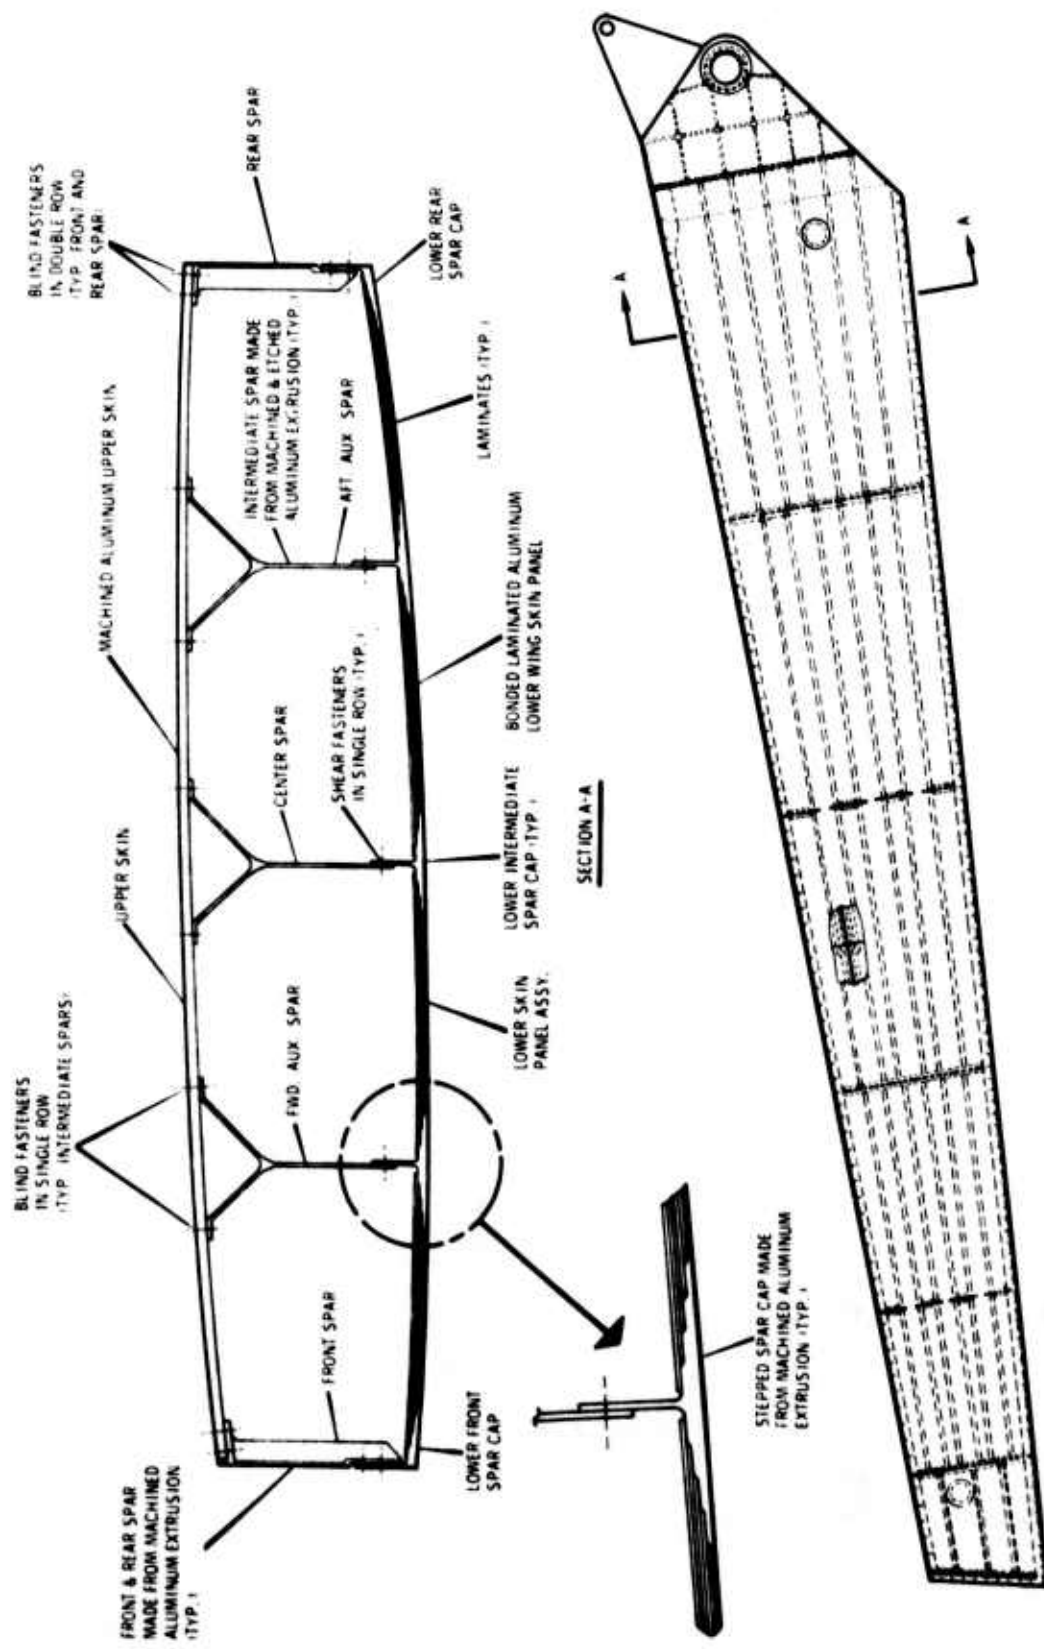 BLIND FASTENERS
IN SINGLE ROW
(TYP. INTERMEDIATE SPARS)
UPPER SKIN
MACHINED ALUMINUM UPPER SKIN
BLIND FASTENERS
IN DOUBLE ROW
(TYP. FRONT AND
REAR SPAR)
REAR SPAR
FRONT & REAR SPAR
MADE FROM MACHINED
ALUMINUM EXTRUSION
(TYP.)
FRONT SPAR
FWD. AUX SPAR
CENTER SPAR
SHEAR FASTENERS
IN SINGLE ROW (TYP.)
INTERMEDIATE SPAR MADE
FROM MACHINED & ETCHED
ALUMINUM EXTRUSION (TYP.)
AFT. AUX SPAR
LOWER FRONT
SPAR CAP
LOWER SKIN
PANEL ASSY.
LOWER INTERMEDIATE
SPAR CAP (TYP.)
BONDED LAMINATED ALUMINUM
LOWER WING SKIN PANEL
LAMINATES (TYP.)
LOWER REAR
SPAR CAP
SECTION A-A
STEPPED SPAR CAP MADE
FROM MACHINED ALUMINUM
EXTRUSION (TYP.)
A
A